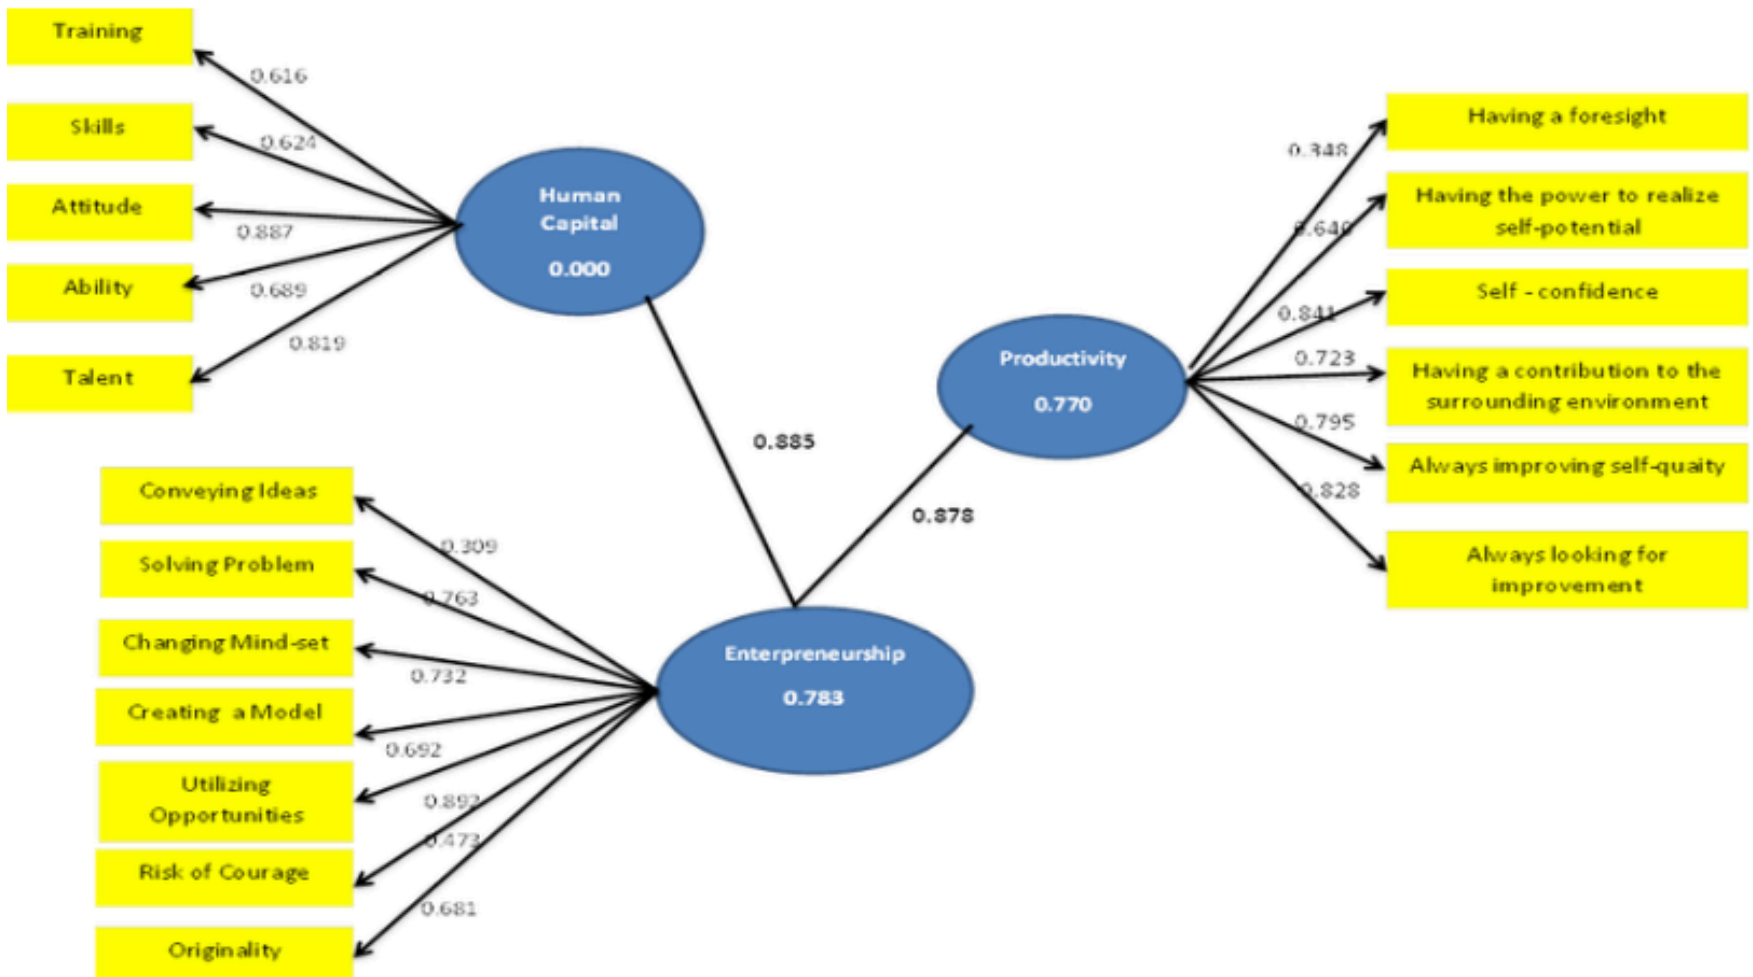 Training
0.616
Skills
0.624
Attitude
0.887
Ability
0.689
Talent
0.819
Human
Capital
0.000
Having a foresight
0.348
Having the power to realize
self-potential
0.640
Self - confidence
0.841
Productivity
0.770
0.723
Having a contribution to the
surrounding environment
0.795
Always improving self-quaity
0.828
Always looking for
improvement
0.885
0.878
Conveying Ideas
0.309
Solving Problem
0.763
Changing Mind-set
0.732
Creating a Model
0.692
Utilizing
Opportunities
0.892
0.473
Risk of Courage
0.681
Originality
Enterpreneurship
0.783